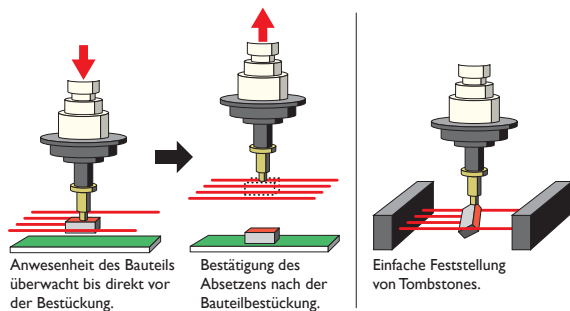 Anwesenheit des Bauteils
überwacht bis direkt vor
der Bestückung.
Bestätigung des
Absetzens nach der
Bauteilbestückung.
Einfache Feststellung
von Tombstones.